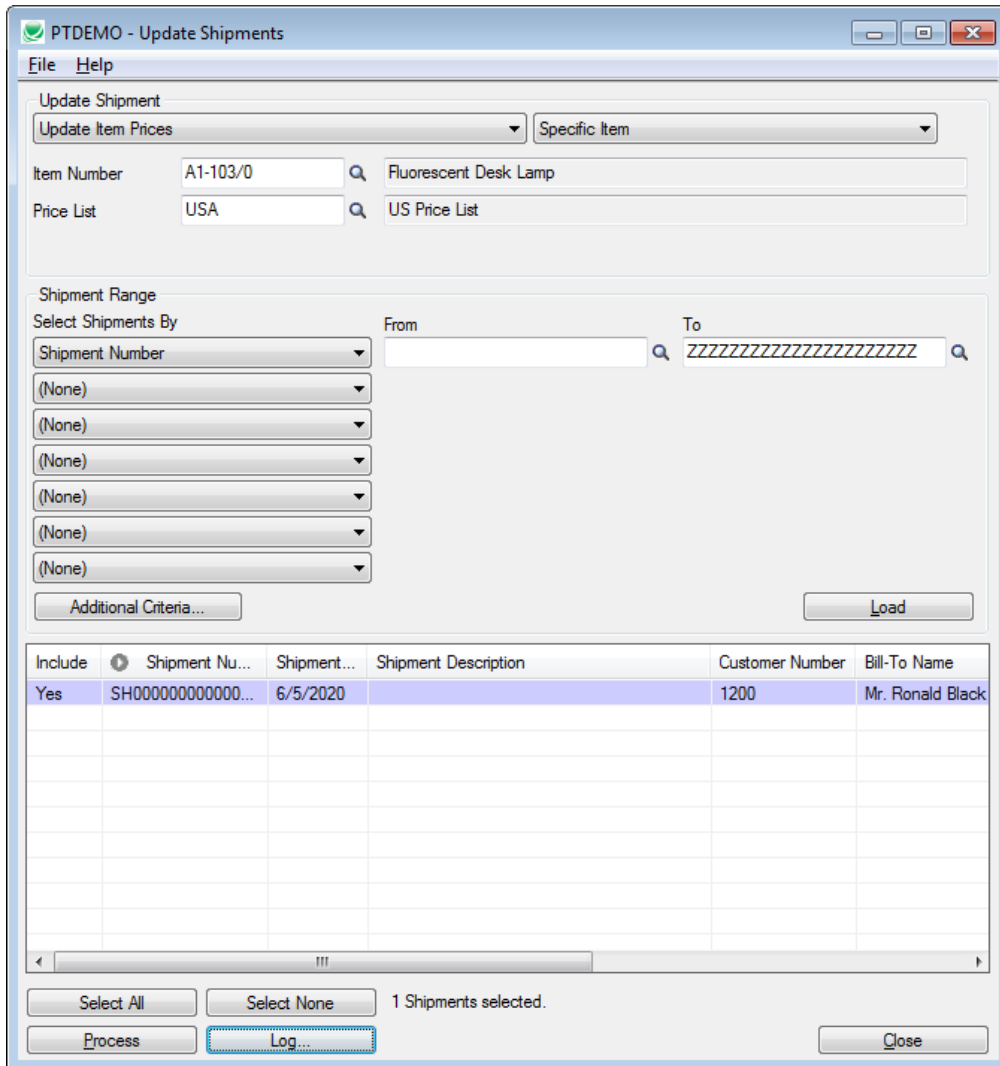 PTDEMO - Update Shipments
File Help
Update Shipment
Update Item Prices Specific Item
Item Number A1-103/0 Fluorescent Desk Lamp
Price List USA US Price List
Shipment Range
Select Shipments By From To
Shipment Number ZZZZZZZZZZZZZZZZZZZZZZ
(None)
(None)
(None)
(None)
(None)
(None)
Additional Criteria... Load
Include Shipment Nu... Shipment... Shipment Description Customer Number Bill-To Name
Yes SH000000000000... 6/5/2020 1200 Mr. Ronald Black
Select All Select None 1 Shipments selected.
Process Log... Close